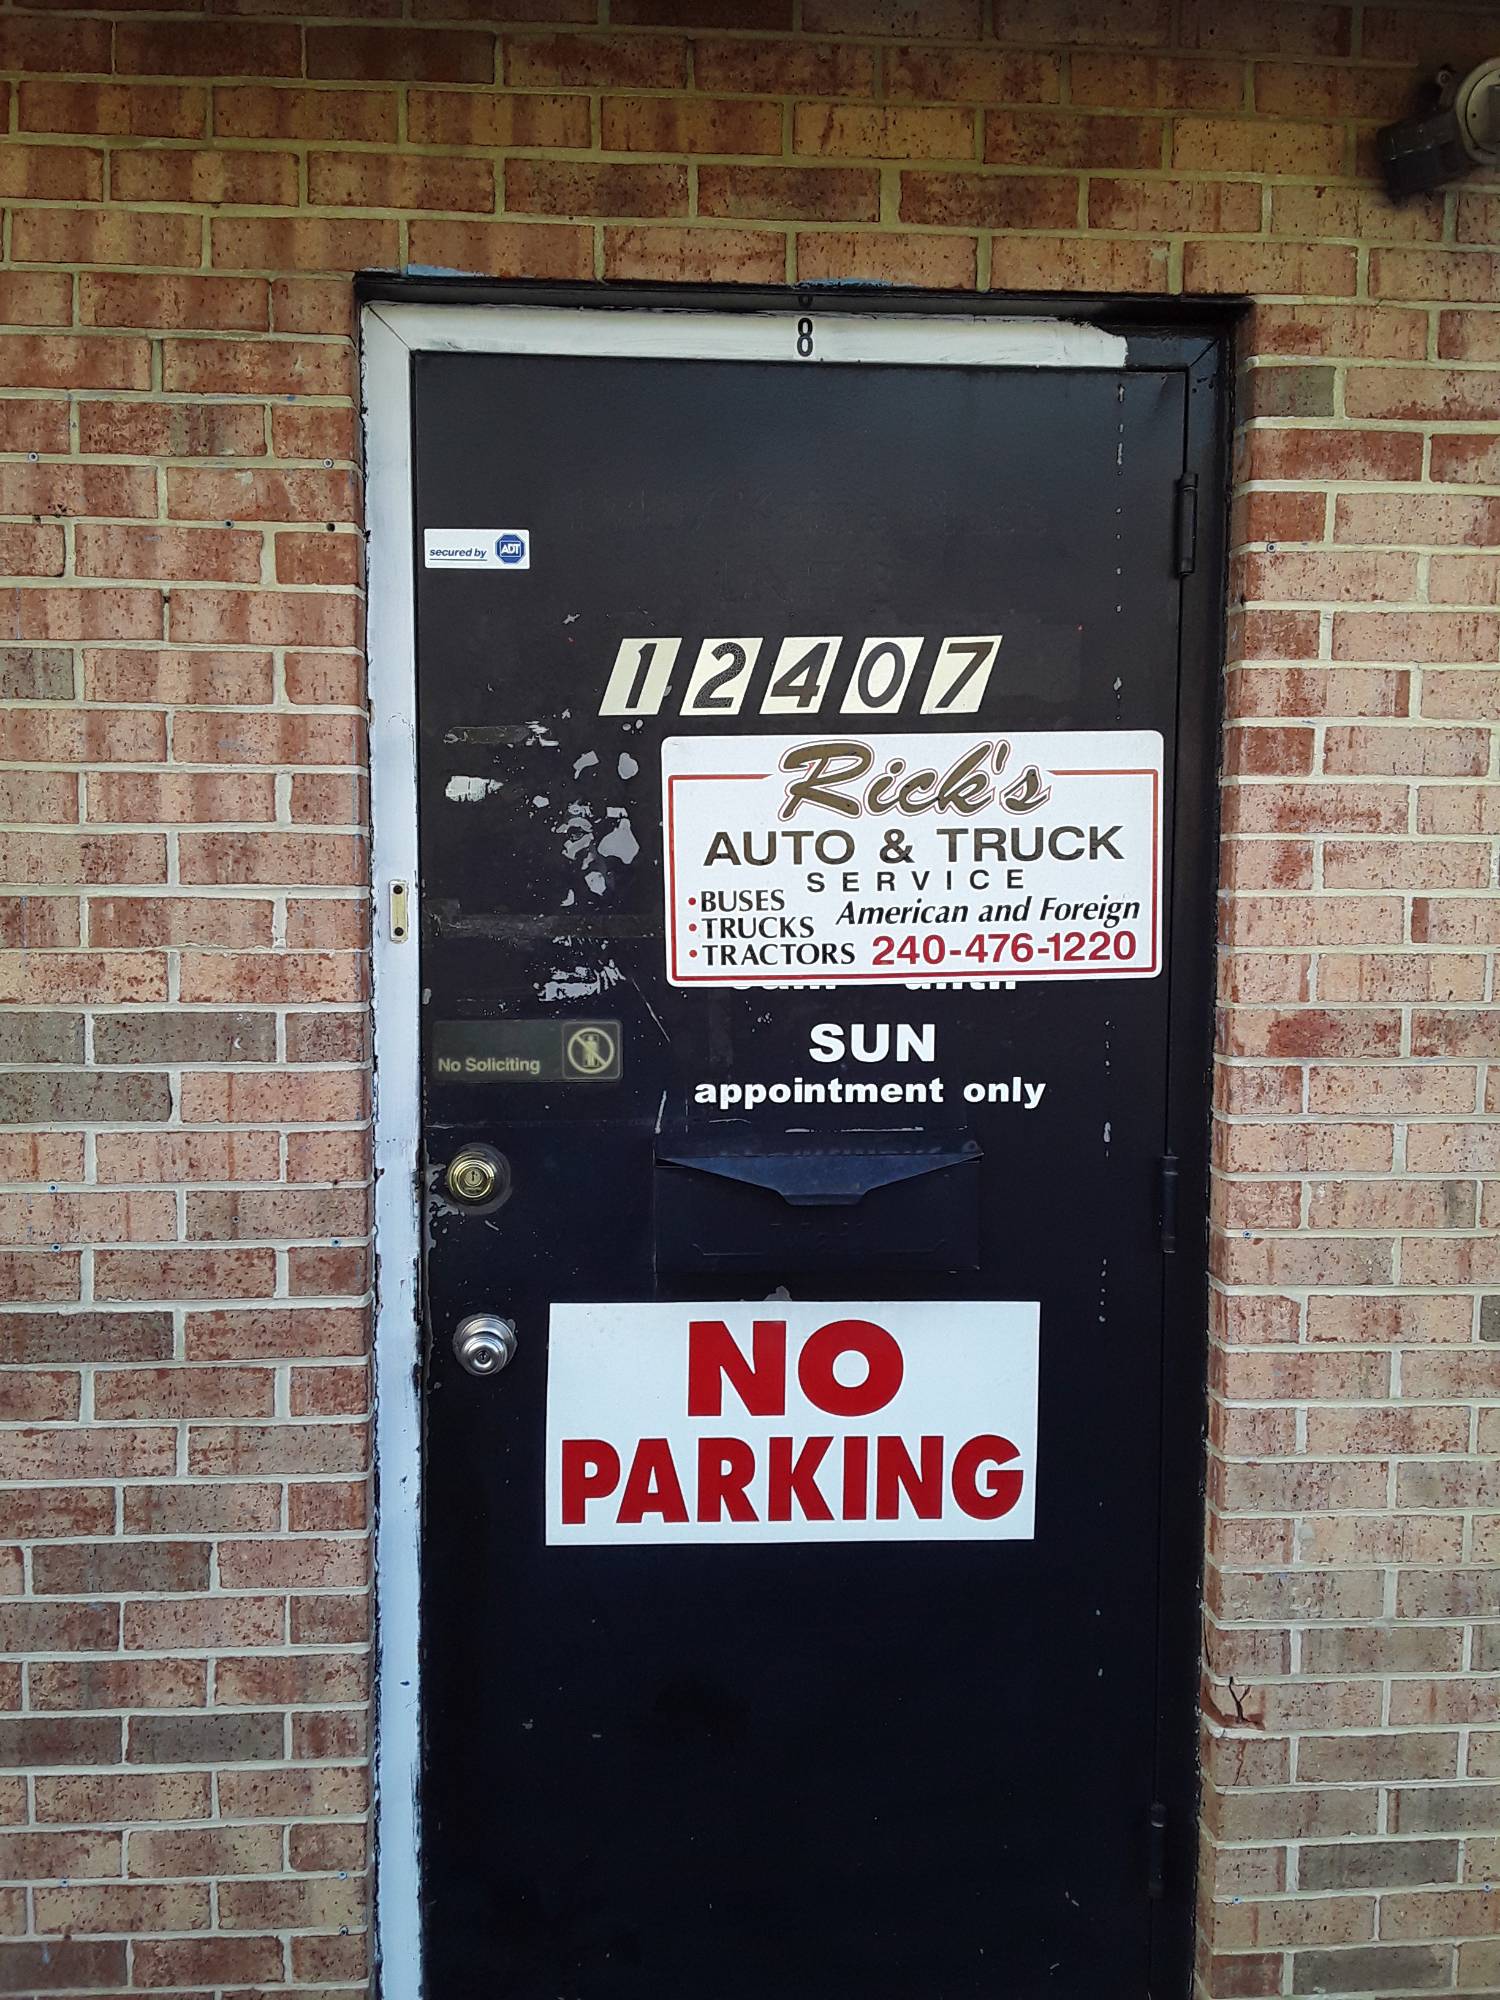 8
secured by ADT
12407
Rick's
AUTO & TRUCK
SERVICE
•BUSES
American and Foreign
•TRUCKS
•TRACTORS
240-476-1220
until
SUN
appointment only
No Soliciting
NO
PARKING